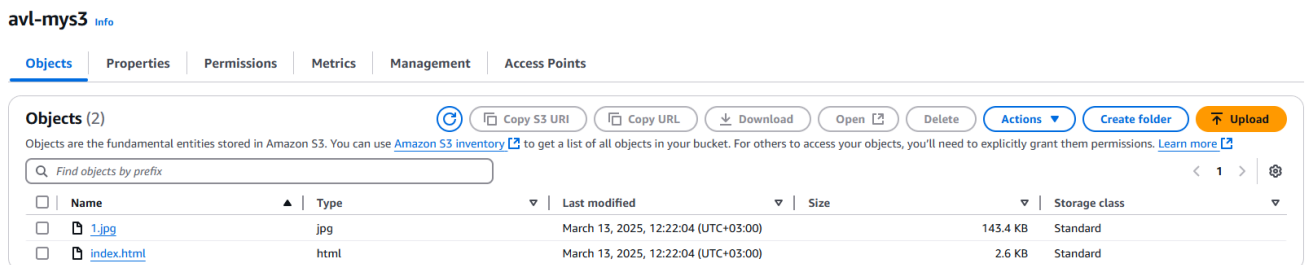 avl-mys3 Info
Objects Properties Permissions Metrics Management Access Points
Objects (2) Copy S3 URI Copy URL Download Open Delete Actions Create folder Upload
Objects are the fundamental entities stored in Amazon S3. You can use Amazon S3 inventory to get a list of all objects in your bucket. For others to access your objects, you'll need to explicitly grant them permissions. Learn more
Find objects by prefix 1
Name Type Last modified Size Storage class
1.jpg jpg March 13, 2025, 12:22:04 (UTC+03:00) 143.4 KB Standard
index.html html March 13, 2025, 12:22:04 (UTC+03:00) 2.6 KB Standard